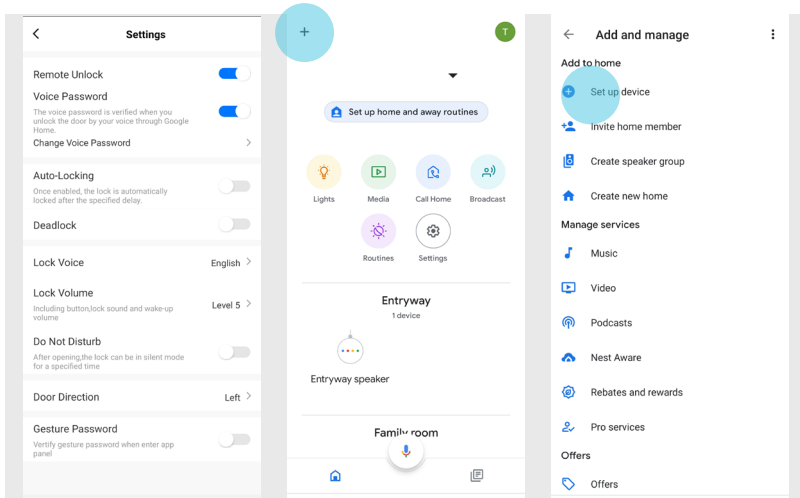 Settings
Remote Unlock
Voice Password
The voice password is verified when you
unlock the door by your voice through Google
Home.
Change Voice Password
Auto-Locking
Once enabled, the lock is automatically
locked after the specified delay.
Deadlock
Lock Voice
English
Lock Volume
Including button,lock sound and wake-up
volume
Level 5
Do Not Disturb
After opening,the lock can be in silent mode
for a specified time
Door Direction
Left
Gesture Password
Vertify gesture password when enter app
panel
T
Set up home and away routines
Lights
Media
Call Home
Broadcast
Routines
Settings
Entryway
1 device
Entryway speaker
Family room
Add and manage
Add to home
Set up device
Invite home member
Create speaker group
Create new home
Manage services
Music
Video
Podcasts
Nest Aware
Rebates and rewards
Pro services
Offers
Offers